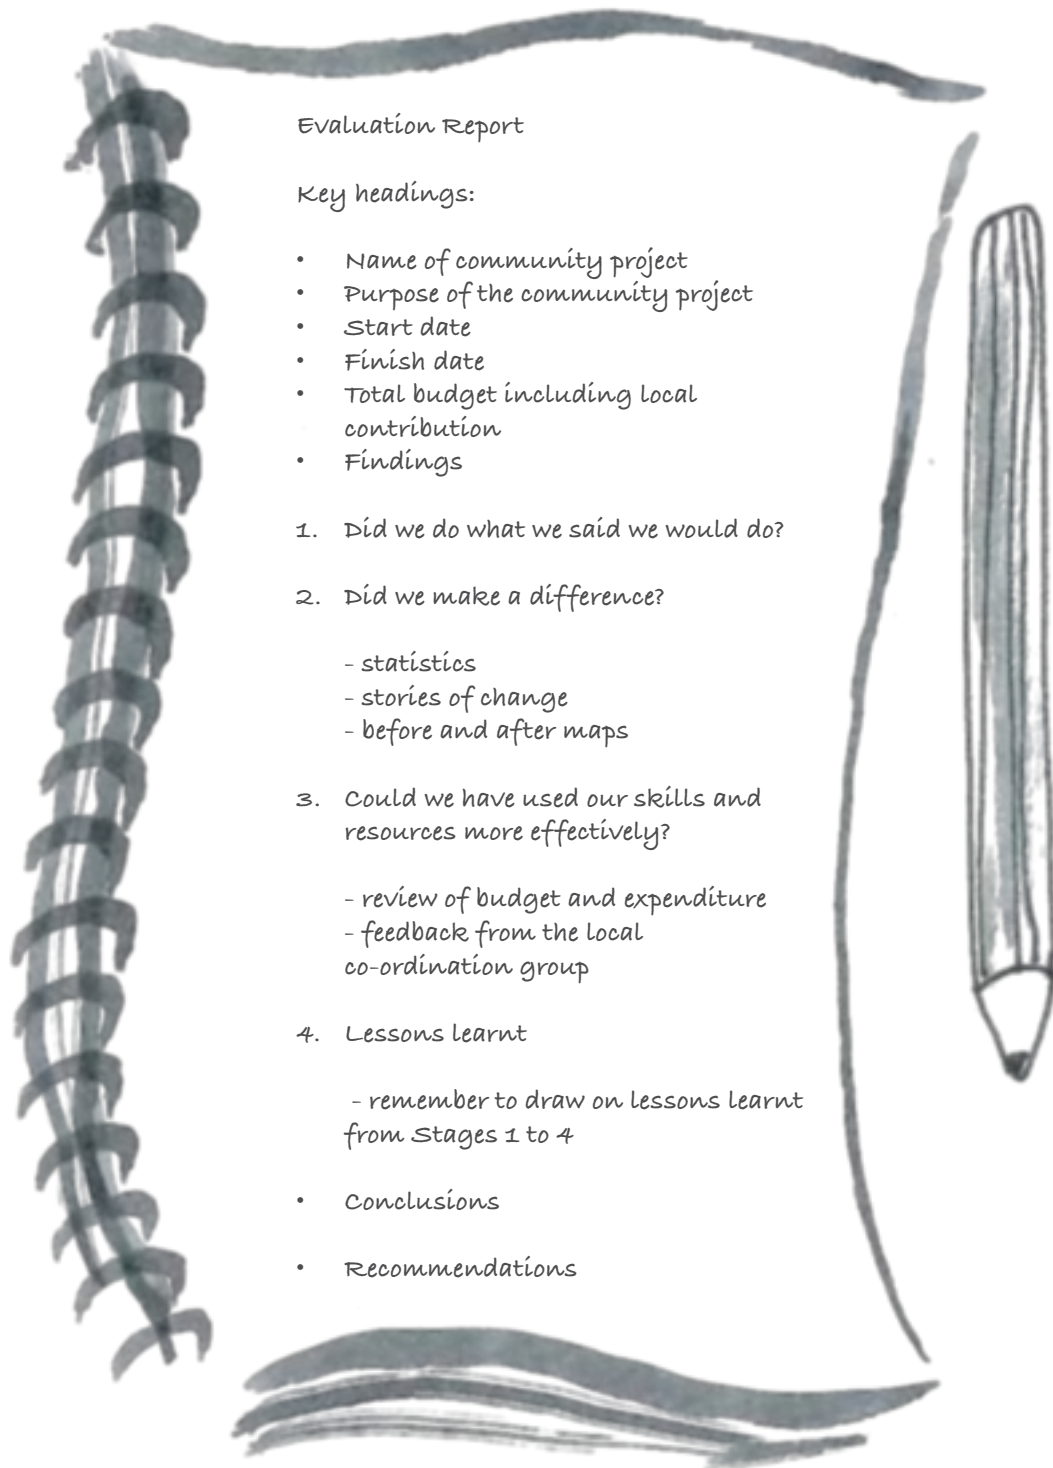 Evaluation Report
Key headings:
• Name of community project
• Purpose of the community project
• Start date
• Finish date
• Total budget including local
contribution
• Findings
1. Did we do what we said we would do?
2. Did we make a difference?
- statistics
- stories of change
- before and after maps
3. Could we have used our skills and
resources more effectively?
- review of budget and expenditure
- feedback from the local
co-ordination group
4. Lessons learnt
- remember to draw on lessons learnt
from Stages 1 to 4
• Conclusions
• Recommendations